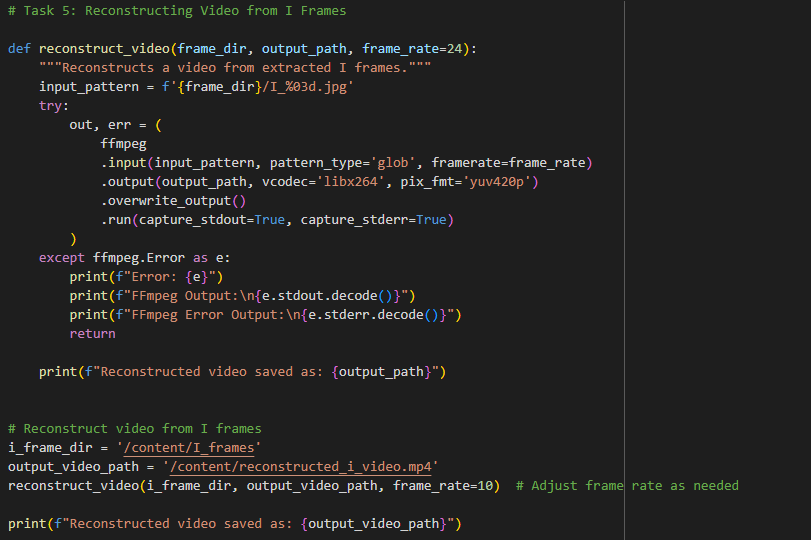 # Task 5: Reconstructing Video from I Frames

def reconstruct_video(frame_dir, output_path, frame_rate=24):
    """Reconstructs a video from extracted I frames."""
    input_pattern = f'{frame_dir}/I_%03d.jpg'
    try:
        out, err = (
            ffmpeg
            .input(input_pattern, pattern_type='glob', framerate=frame_rate)
            .output(output_path, vcodec='libx264', pix_fmt='yuv420p')
            .overwrite_output()
            .run(capture_stdout=True, capture_stderr=True)
        )
    except ffmpeg.Error as e:
        print(f"Error: {e}")
        print(f"FFmpeg Output:\n{e.stdout.decode()}")
        print(f"FFmpeg Error Output:\n{e.stderr.decode()}")
        return

    print(f"Reconstructed video saved as: {output_path}")


# Reconstruct video from I frames
i_frame_dir = '/content/I_frames'
output_video_path = '/content/reconstructed_i_video.mp4'
reconstruct_video(i_frame_dir, output_video_path, frame_rate=10)  # Adjust frame rate as needed

print(f"Reconstructed video saved as: {output_video_path}")